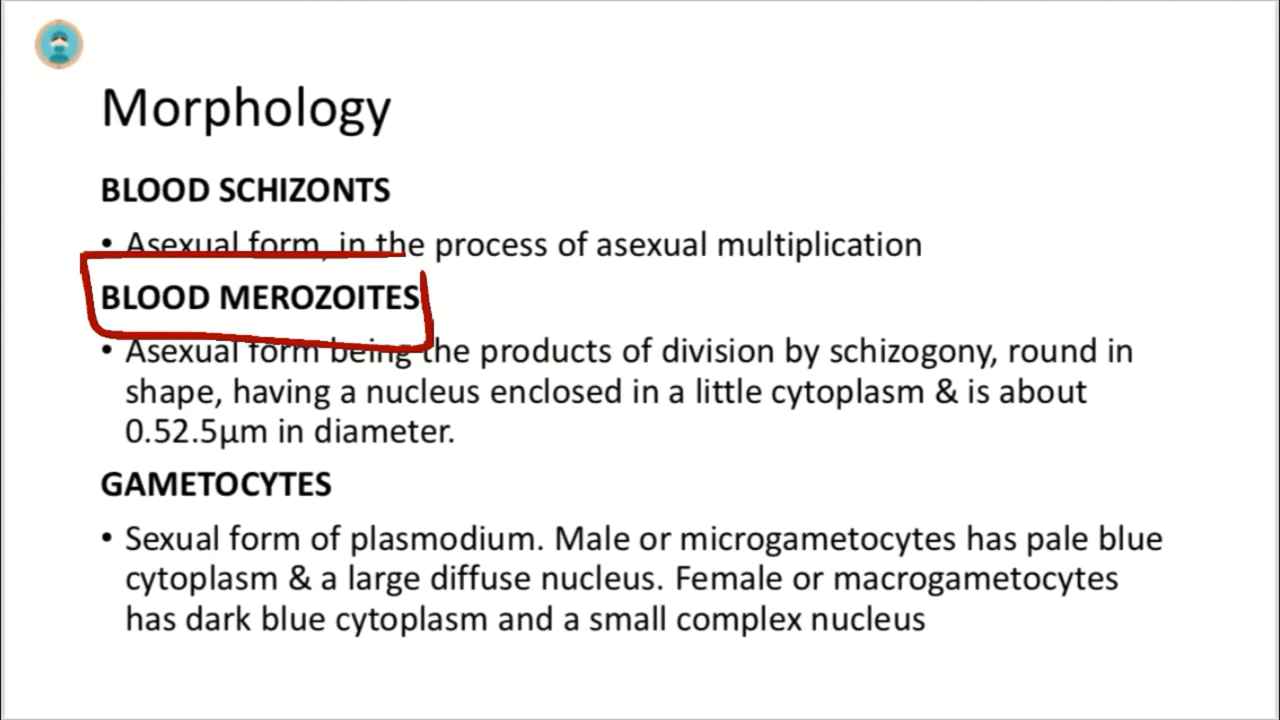 Morphology
BLOOD SCHIZONTS
• Asexual form, in the process of asexual multiplication
BLOOD MEROZOITES
• Asexual form being the products of division by schizogony, round in
shape, having a nucleus enclosed in a little cytoplasm & is about
0.52.5µm in diameter.
GAMETOCYTES
• Sexual form of plasmodium. Male or microgametocytes has pale blue
cytoplasm & a large diffuse nucleus. Female or macrogametocytes
has dark blue cytoplasm and a small complex nucleus